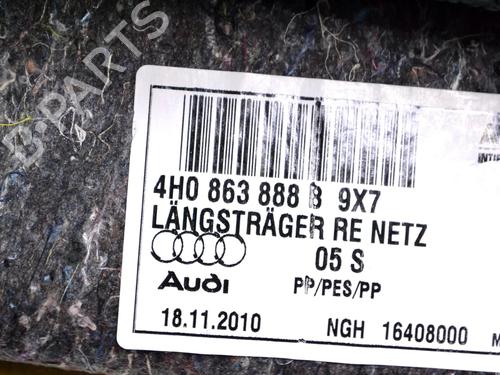 B-PARTS
4H0 863 888 B 9X7
LÄNGSTRÄGER RE NETZ
05 S
Audi
PP/PES/PP
18.11.2010 NGH 16408000